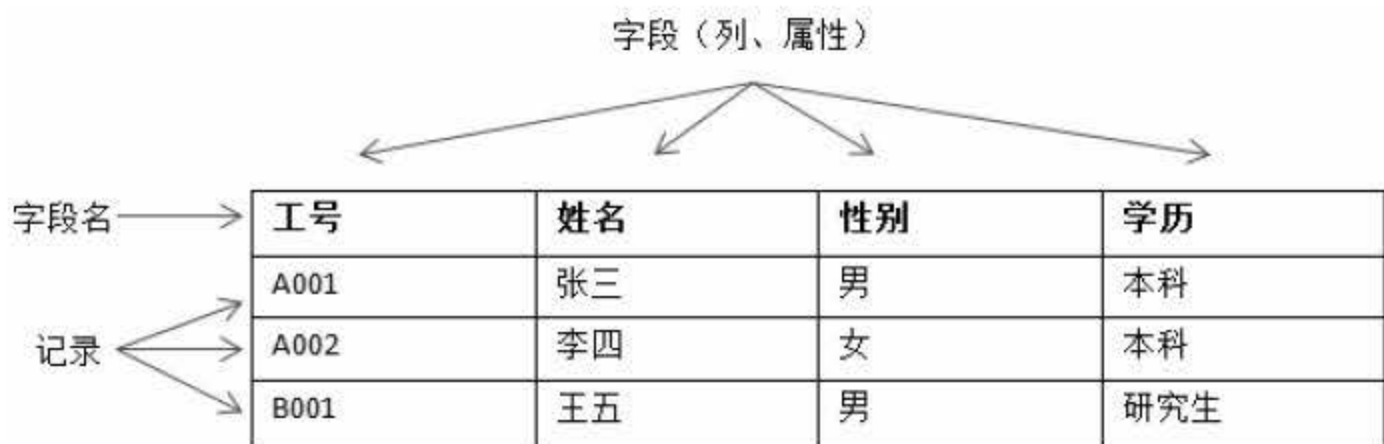 字段（列、属性）
字段名 工号 姓名 性别 学历
A001 张三 男 本科
记录 A002 李四 女 本科
B001 王五 男 研究生